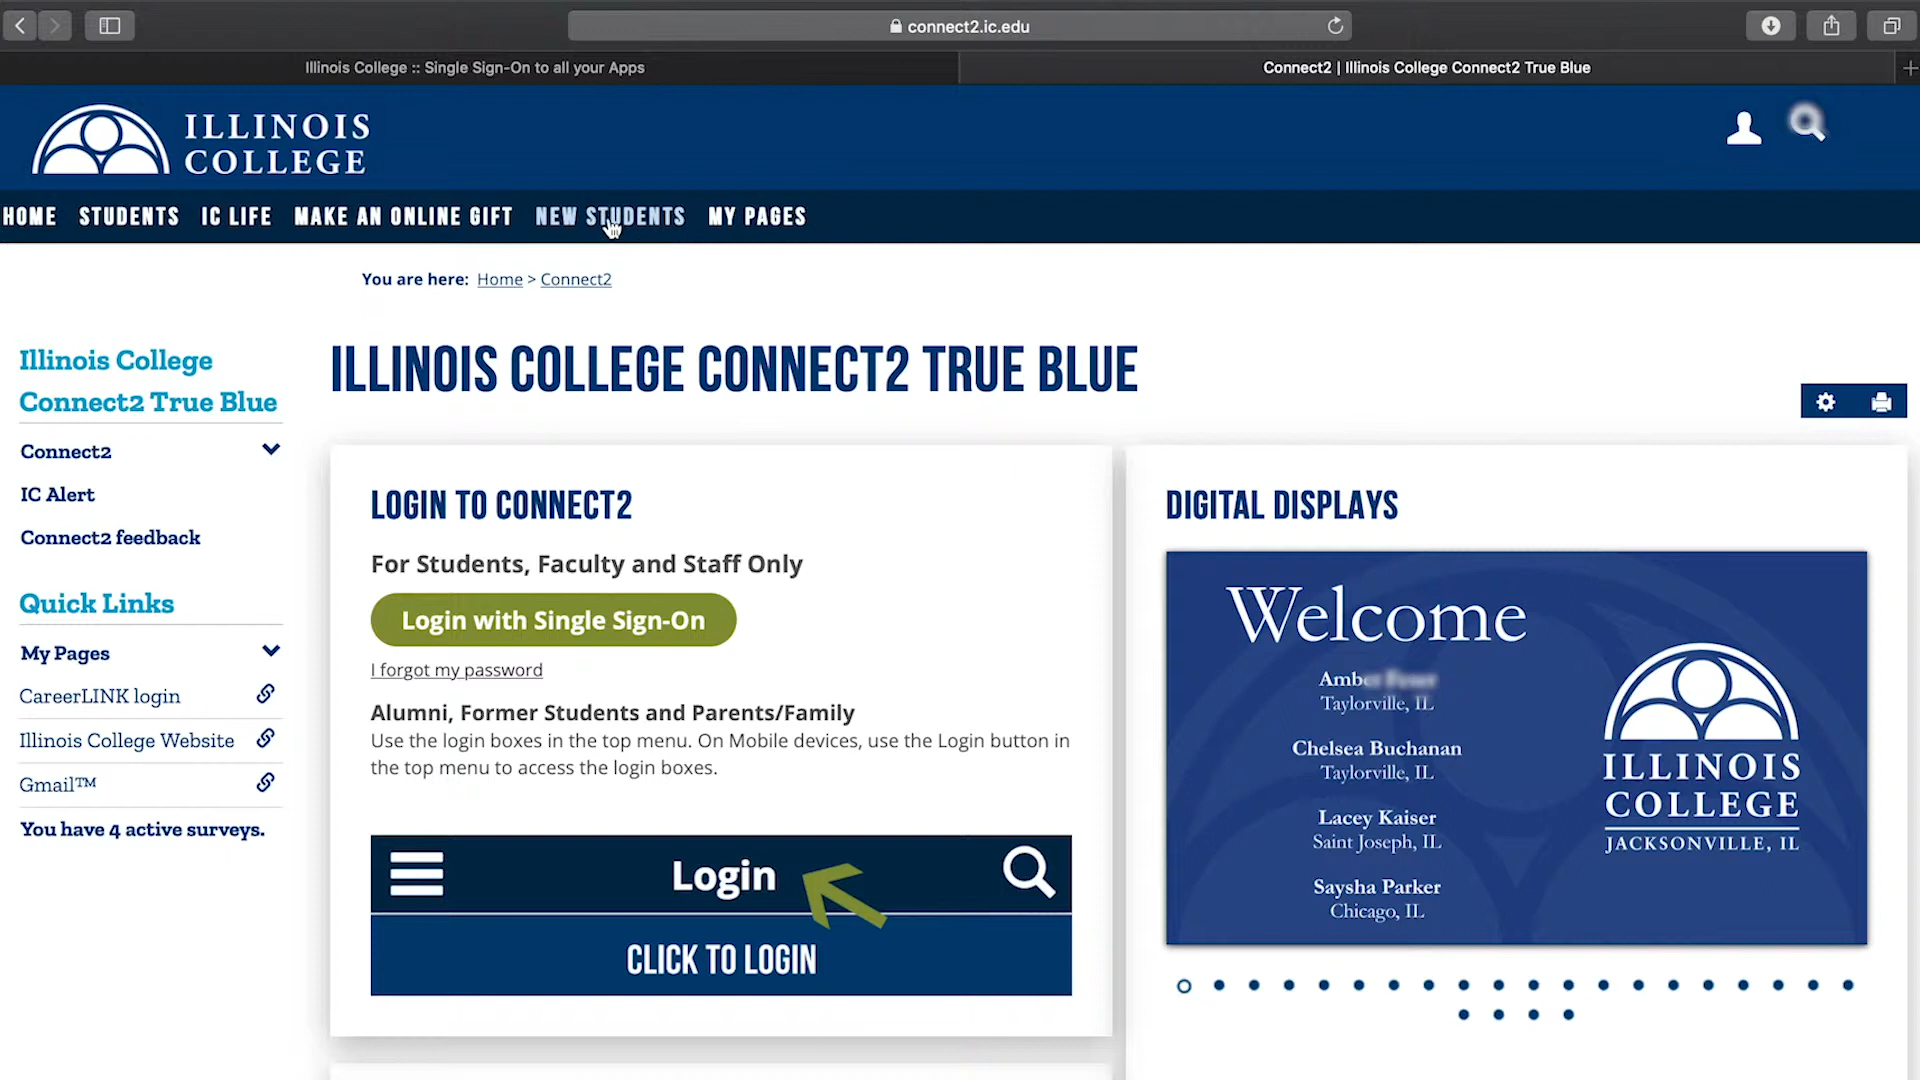 connect2.ic.edu
Illinois College :: Single Sign-On to all your Apps
Connect2 | Illinois College Connect2 True Blue
ILLINOIS
COLLEGE
HOME STUDENTS IC LIFE MAKE AN ONLINE GIFT NEW STUDENTS MY PAGES
You are here: Home > Connect2
Illinois College
Connect2 True Blue
Connect2
IC Alert
Connect2 feedback
Quick Links
My Pages
CareerLINK login
Illinois College Website
Gmail™
You have 4 active surveys.
ILLINOIS COLLEGE CONNECT2 TRUE BLUE
LOGIN TO CONNECT2
For Students, Faculty and Staff Only
Login with Single Sign-On
I forgot my password
Alumni, Former Students and Parents/Family
Use the login boxes in the top menu. On Mobile devices, use the Login button in
the top menu to access the login boxes.
Login
CLICK TO LOGIN
DIGITAL DISPLAYS
Welcome
Taylorville, IL
Chelsea Buchanan
Taylorville, IL
Lacey Kaiser
Saint Joseph, IL
Saysha Parker
Chicago, IL
ILLINOIS
COLLEGE
JACKSONVILLE, IL